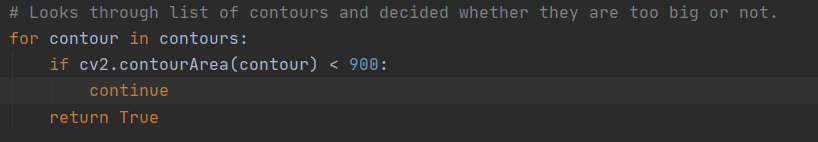 # Looks through list of contours and decided whether they are too big or not.
for contour in contours:
    if cv2.contourArea(contour) < 900:
        continue
    return True